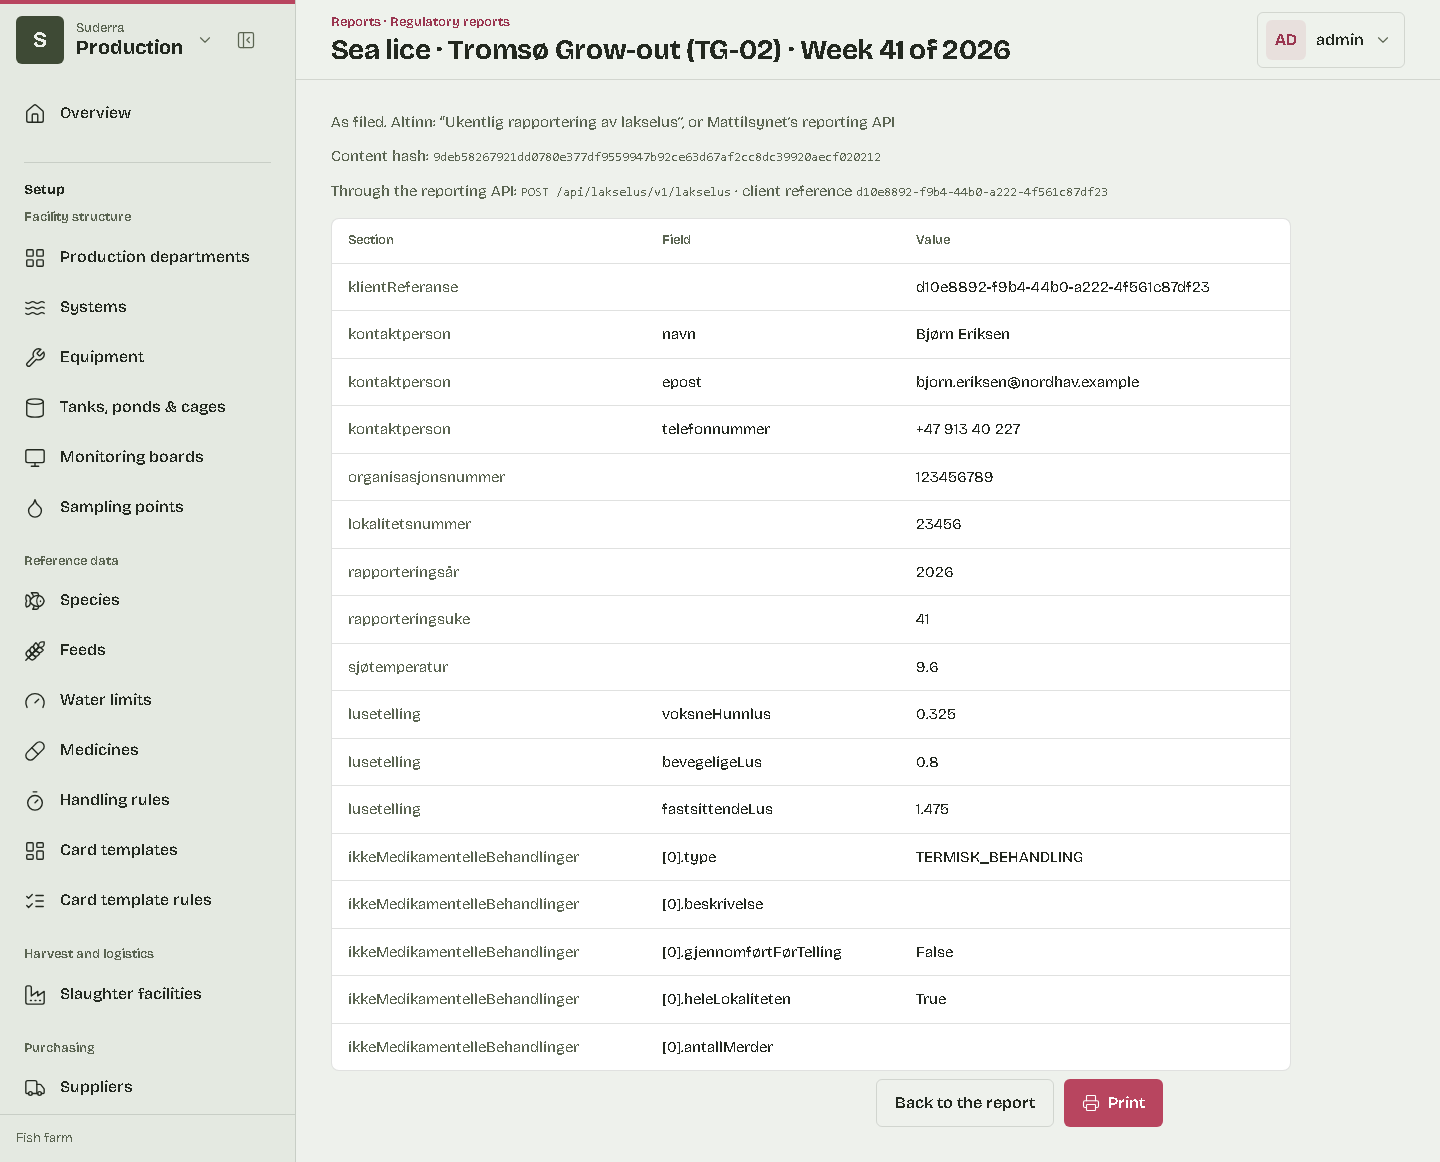 S
Suderra
Production
Overview
Setup
Facility structure
Production departments
Systems
Equipment
Tanks, ponds & cages
Monitoring boards
Sampling points
Reference data
Species
Feeds
Water limits
Medicines
Handling rules
Card templates
Card template rules
Harvest and logistics
Slaughter facilities
Purchasing
Suppliers
Fish farm
Reports · Regulatory reports
Sea lice · Tromsø Grow-out (TG-02) · Week 41 of 2026
AD admin
As filed. Altinn: “Ukentlig rapportering av lakselus”, or Mattilsynet’s reporting API
Content hash: 9deb58267921dd0780e377df9559947b92ce63d67af2cc8dc39920aecf020212
Through the reporting API: POST /api/lakselus/v1/lakselus · client reference d10e8892-f9b4-44b0-a222-4f561c87df23
Section Field Value
klientReferanse d10e8892-f9b4-44b0-a222-4f561c87df23
kontaktperson navn Bjørn Eriksen
kontaktperson epost bjorn.eriksen@nordhav.example
kontaktperson telefonnummer +47 913 40 227
organisasjonsnummer 123456789
lokalitetsnummer 23456
rapporteringsår 2026
rapporteringsuke 41
sjøtemperatur 9.6
lusetelling voksneHunnlus 0.325
lusetelling bevegeligeLus 0.8
lusetelling fastsittendeLus 1.475
ikkeMedikamentelleBehandlinger [0].type TERMISK_BEHANDLING
ikkeMedikamentelleBehandlinger [0].beskrivelse
ikkeMedikamentelleBehandlinger [0].gjennomførtFørTelling False
ikkeMedikamentelleBehandlinger [0].heleLokaliteten True
ikkeMedikamentelleBehandlinger [0].antallMerder
Back to the report Print